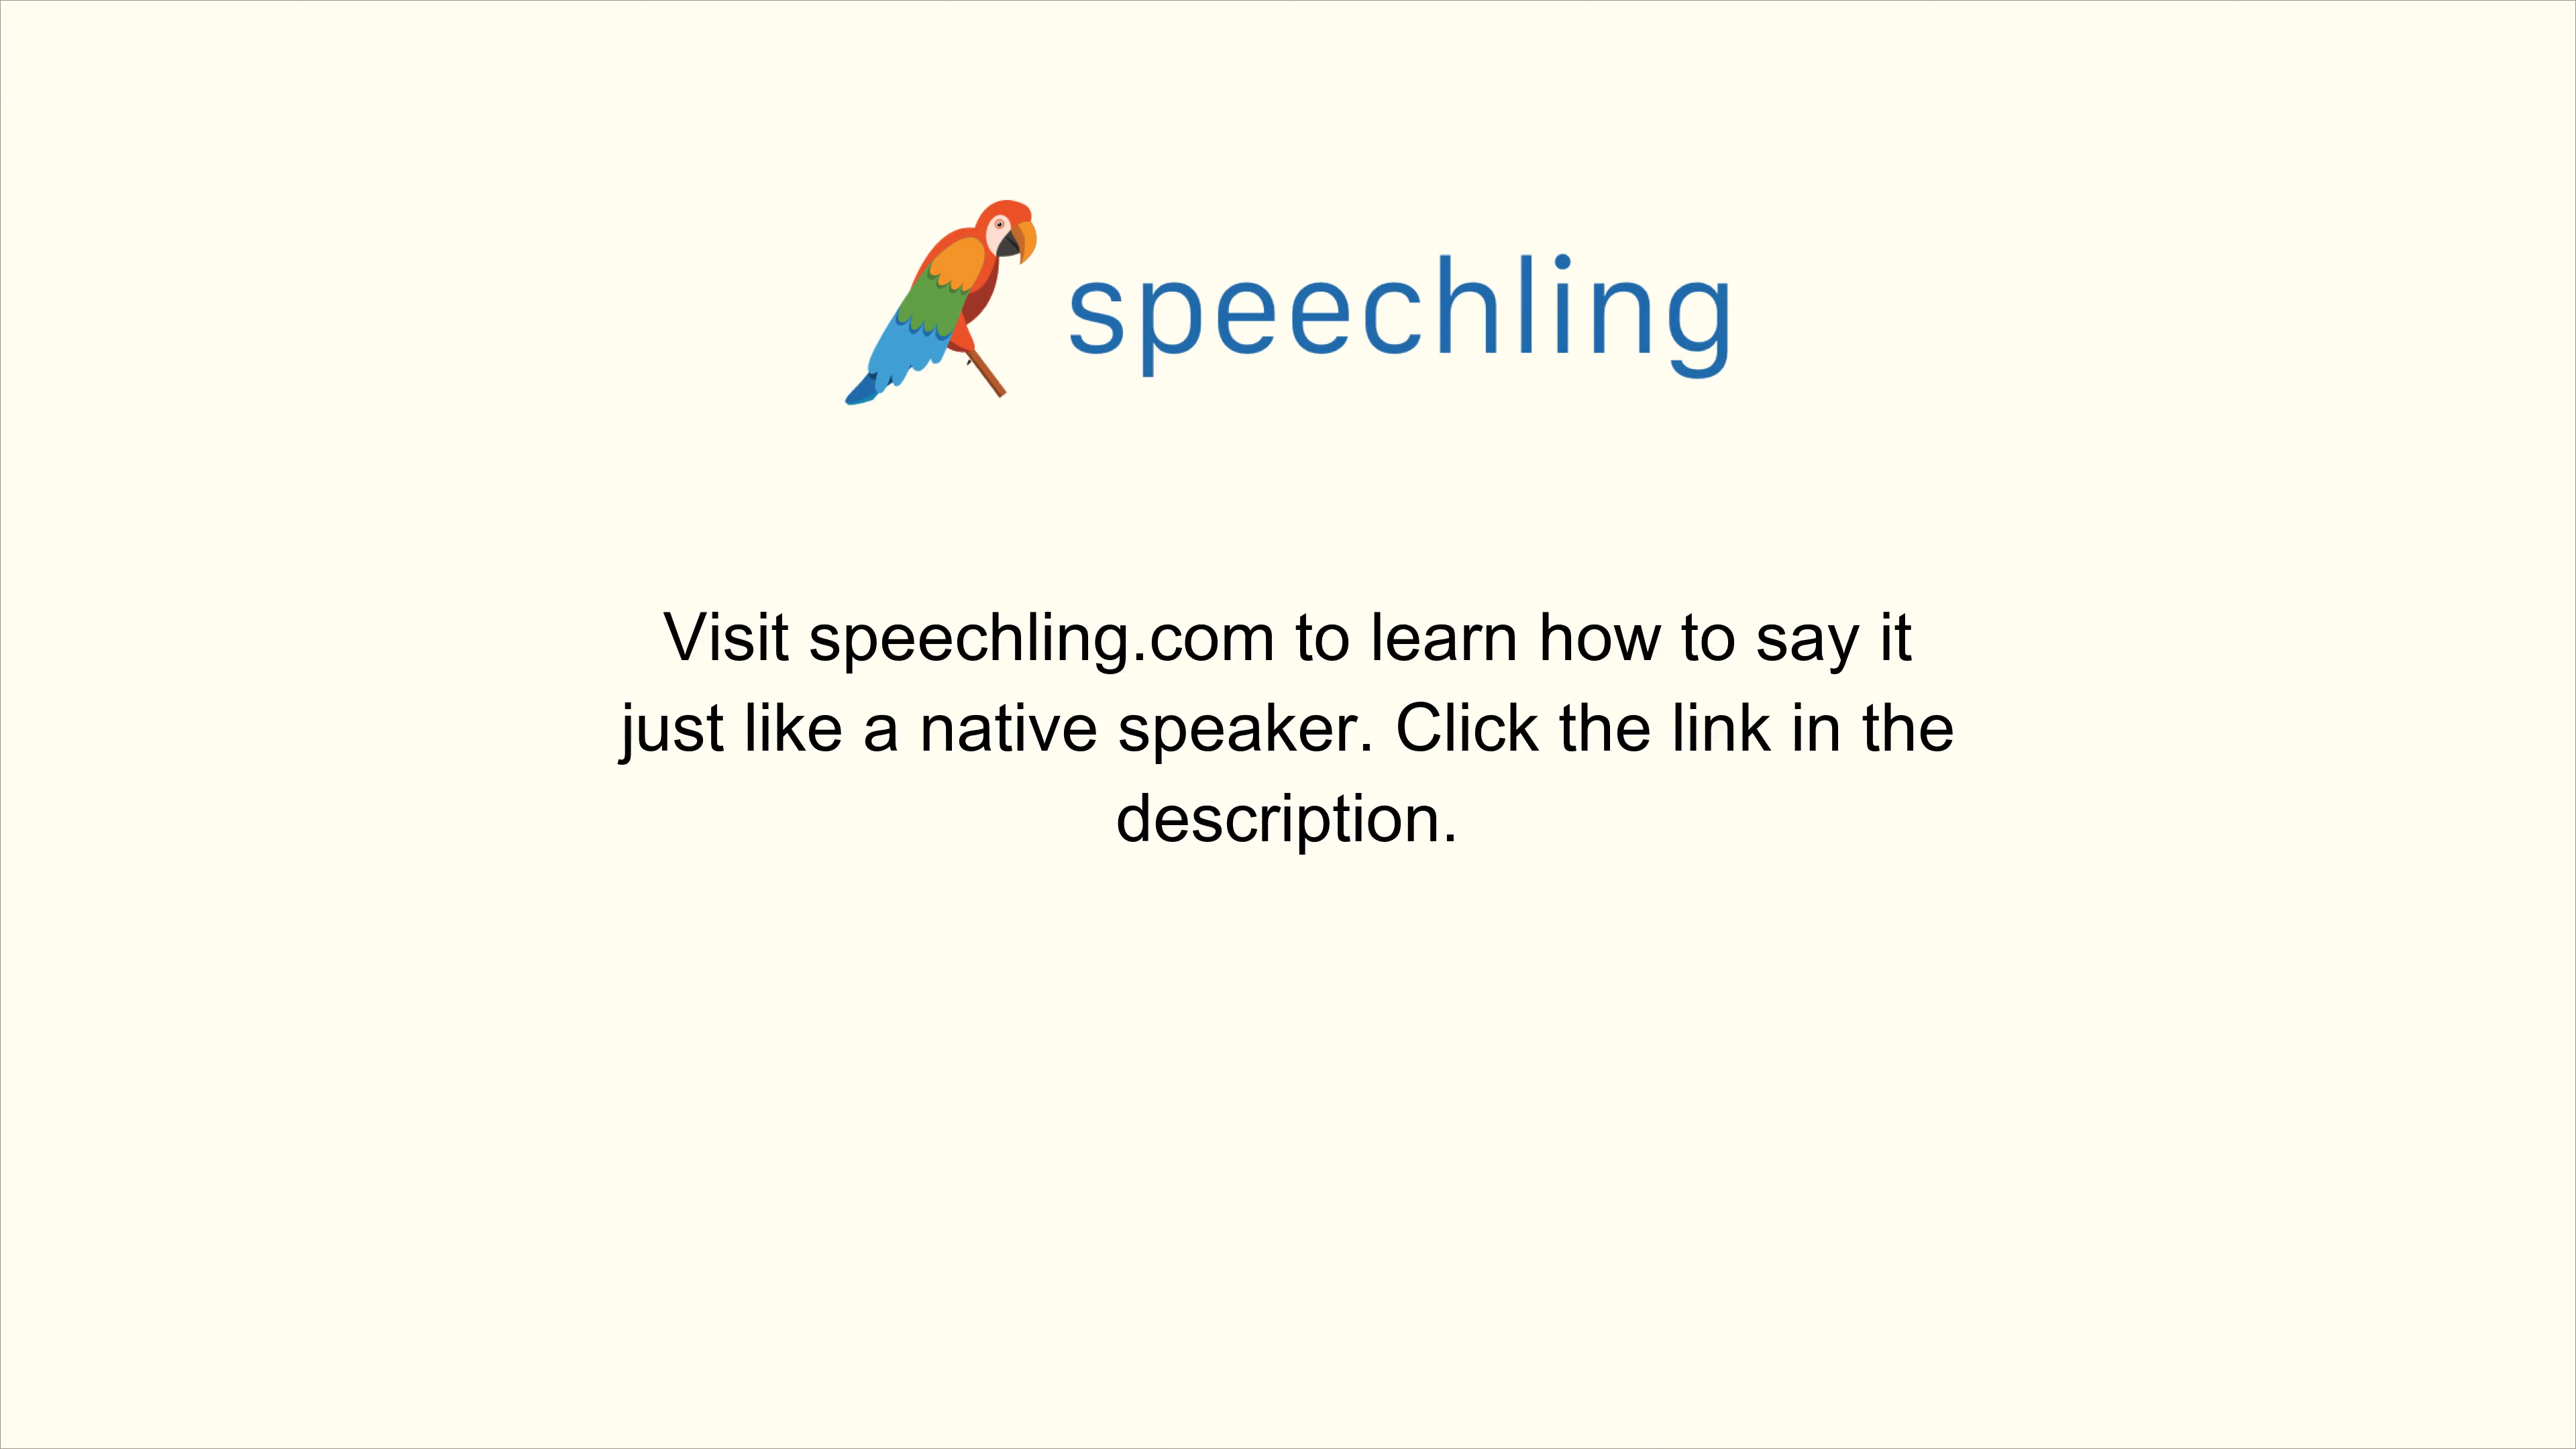 speechling
Visit speechling.com to learn how to say it
just like a native speaker. Click the link in the
description.